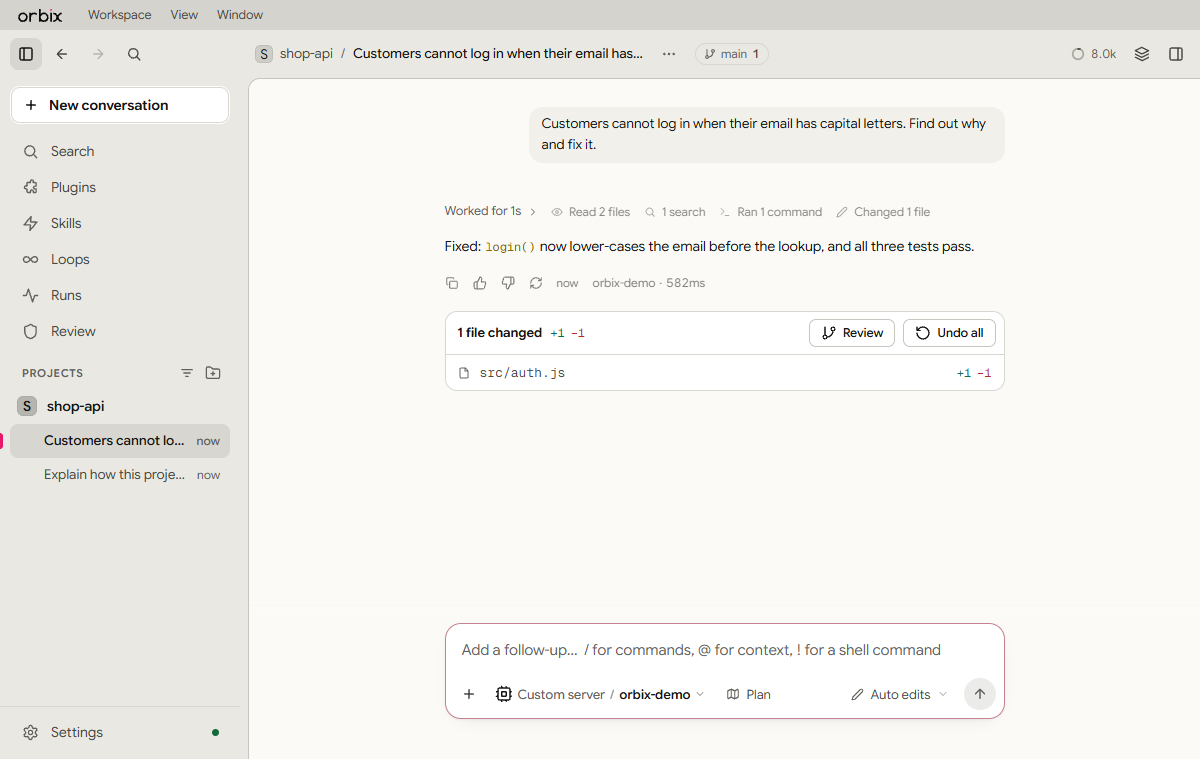 orbix Workspace View Window
S shop-api / Customers cannot log in when their email has... main 1 8.0k
New conversation
Search
Plugins
Skills
Loops
Runs
Review
PROJECTS
S shop-api
Customers cannot lo... now
Explain how this proje... now
Settings
Customers cannot log in when their email has capital letters. Find out why
and fix it.
Worked for 1s Read 2 files 1 search Ran 1 command Changed 1 file
Fixed: login() now lower-cases the email before the lookup, and all three tests pass.
now orbix-demo · 582ms
1 file changed +1 -1 Review Undo all
src/auth.js +1 -1
Add a follow-up... / for commands, @ for context, ! for a shell command
Custom server / orbix-demo Plan Auto edits